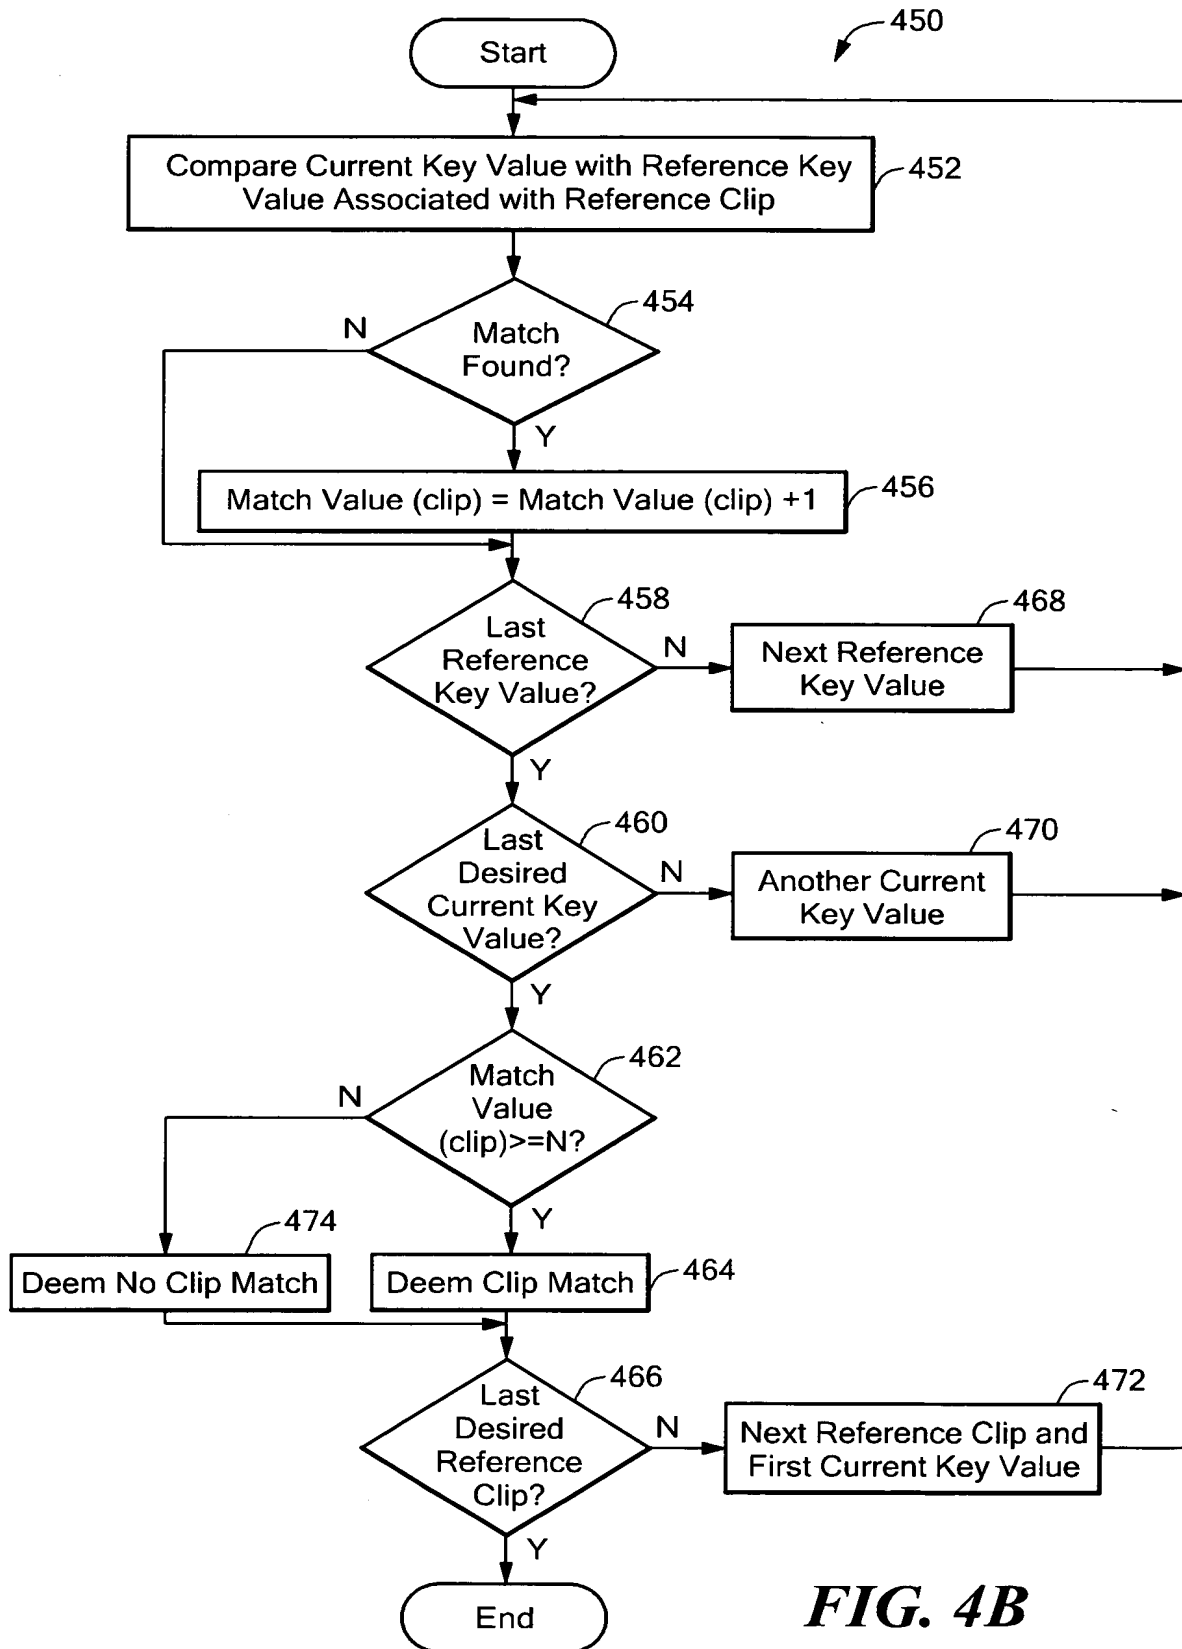 Start
450
Compare Current Key Value with Reference Key
Value Associated with Reference Clip
452
454
N
Match
Found?
Y
Match Value (clip) = Match Value (clip) +1
456
458
Last
Reference
Key Value?
N
468
Next Reference
Key Value
Y
460
Last
Desired
Current Key
Value?
N
470
Another Current
Key Value
Y
462
N
Match
Value
(clip)>=N?
Y
474
Deem No Clip Match
Deem Clip Match
464
466
Last
Desired
Reference
Clip?
N
472
Next Reference Clip and
First Current Key Value
Y
End
FIG. 4B